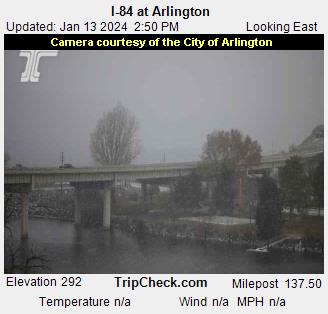 I-84 at Arlington
Updated: Jan 13 2024 2:50 PM Looking East
Camera courtesy of the City of Arlington
Elevation 292 TripCheck.com Milepost 137.50
Temperature n/a Wind n/a MPH n/a